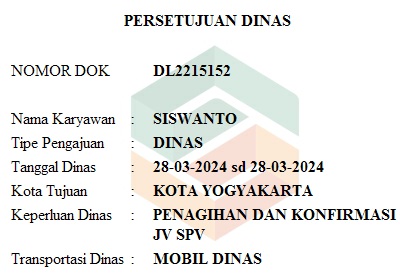 PERSETUJUAN DINAS
NOMOR DOK DL2215152
Nama Karyawan : SISWANTO
Tipe Pengajuan : DINAS
Tanggal Dinas : 28-03-2024 sd 28-03-2024
Kota Tujuan : KOTA YOGYAKARTA
Keperluan Dinas : PENAGIHAN DAN KONFIRMASI
JV SPV
Transportasi Dinas : MOBIL DINAS